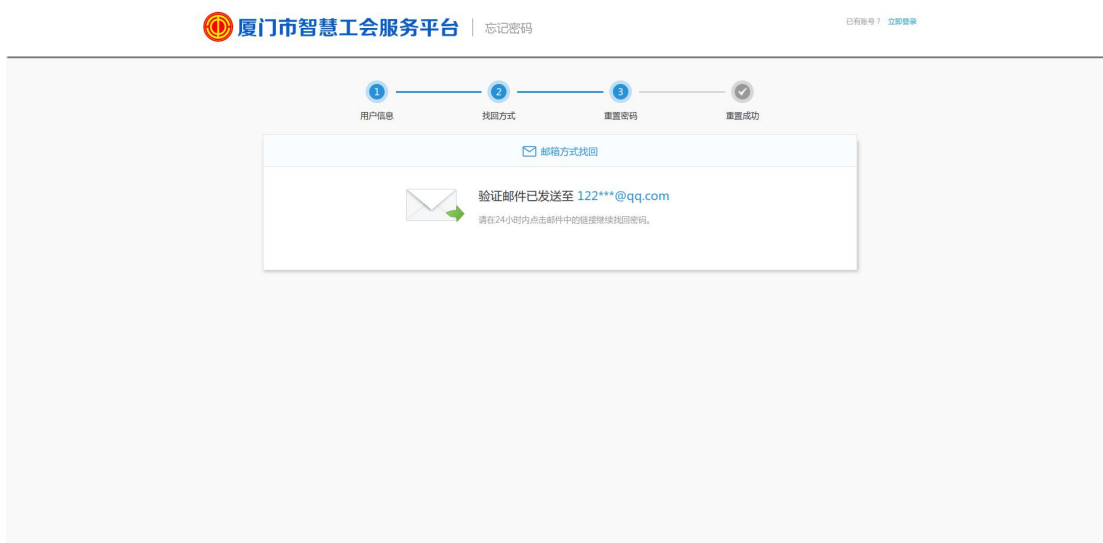 厦门市智慧工会服务平台 忘记密码 已有账号？ 立即登录
1 2 3
用户信息 找回方式 重置密码 重置成功
邮箱方式找回
验证邮件已发送至 122***@qq.com
请在24小时内点击邮件中的链接继续找回密码。